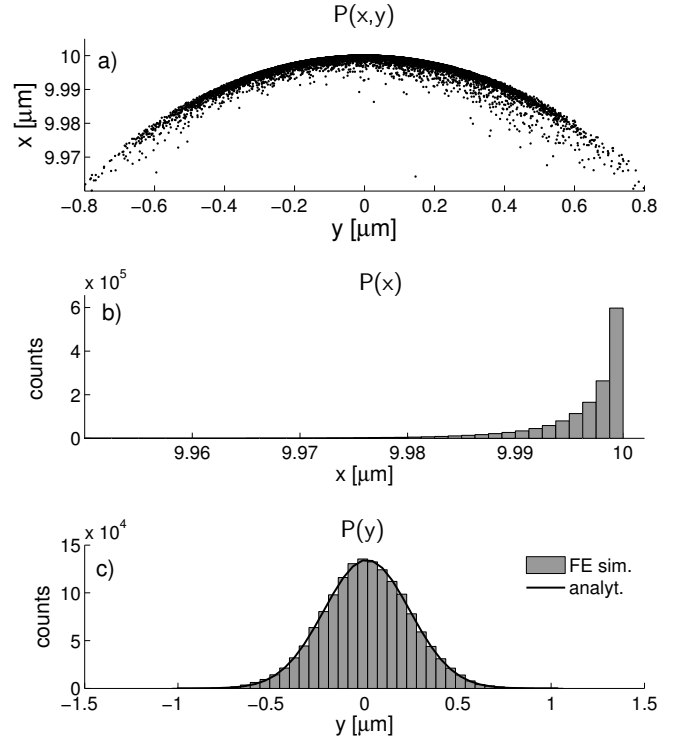 P(x,y)
a)
x [μm]
10
9.99
9.98
9.97
−0.8 −0.6 −0.4 −0.2 0 0.2 0.4 0.6 0.8
y [μm]
x 10^5
P(x)
b)
counts
6
4
2
0
9.96 9.97 9.98 9.99 10
x [μm]
x 10^4
P(y)
c)
counts
15
10
5
0
FE sim.
analyt.
−1.5 −1 −0.5 0 0.5 1 1.5
y [μm]